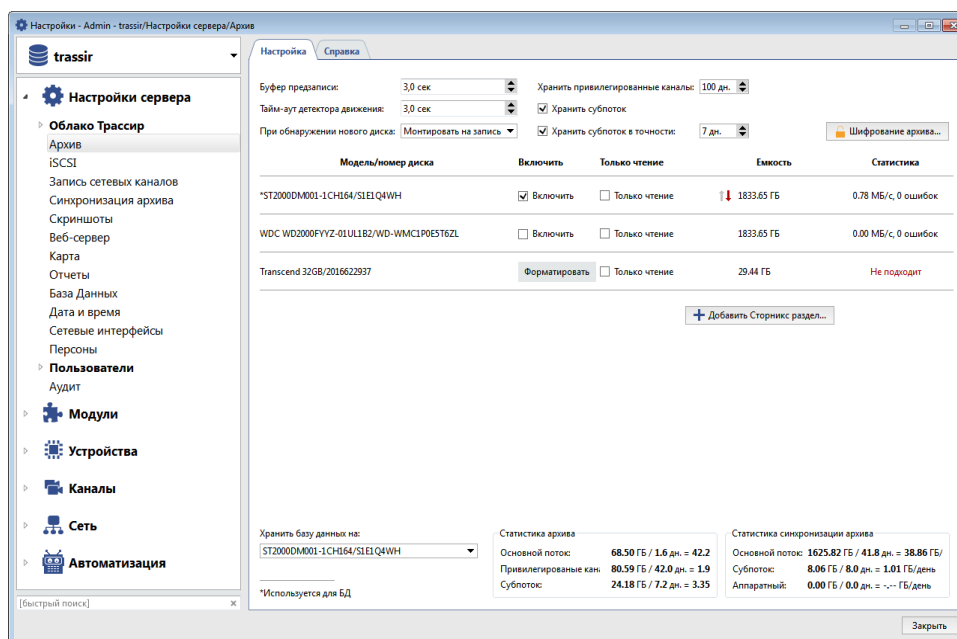 Настройки - Admin - trassir/Настройки сервера/Архив
trassir
Настройки сервера
Облако Трассир
Архив
iSCSI
Запись сетевых каналов
Синхронизация архива
Скриншоты
Веб-сервер
Карта
Отчеты
База Данных
Дата и время
Сетевые интерфейсы
Персоны
Пользователи
Аудит
Модули
Устройства
Каналы
Сеть
Автоматизация
[быстрый поиск]
Настройка Справка
Буфер предзаписи: 3,0 сек Хранить привилегированные каналы: 100 дн.
Тайм-аут детектора движения: 3,0 сек Хранить субпоток
При обнаружении нового диска: Монтировать на запись Хранить субпоток в точности: 7 дн. Шифрование архива...
Модель/номер диска Включить Только чтение Емкость Статистика
*ST2000DM001-1CH164/S1E1Q4WH Включить Только чтение 1833.65 ГБ 0.78 МБ/с, 0 ошибок
WDC WD2000FYYZ-01UL1B2/WD-WMC1P0E5T6ZL Включить Только чтение 1833.65 ГБ 0.00 МБ/с, 0 ошибок
Transcend 32GB/2016622937 Форматировать Только чтение 29.44 ГБ Не подходит
Добавить Сторникс раздел...
Хранить базу данных на:
ST2000DM001-1CH164/S1E1Q4WH
*Используется для БД
Статистика архива
Основной поток: 68.50 ГБ / 1.6 дн. = 42.2
Привилегированые кан 80.59 ГБ / 42.0 дн. = 1.9
Субпоток: 24.18 ГБ / 7.2 дн. = 3.35
Статистика синхронизации архива
Основной поток: 1625.82 ГБ / 41.8 дн. = 38.86 ГБ/
Субпоток: 8.06 ГБ / 8.0 дн. = 1.01 ГБ/день
Аппаратный: 0.00 ГБ / 0.0 дн. = -.-- ГБ/день
Закрыть